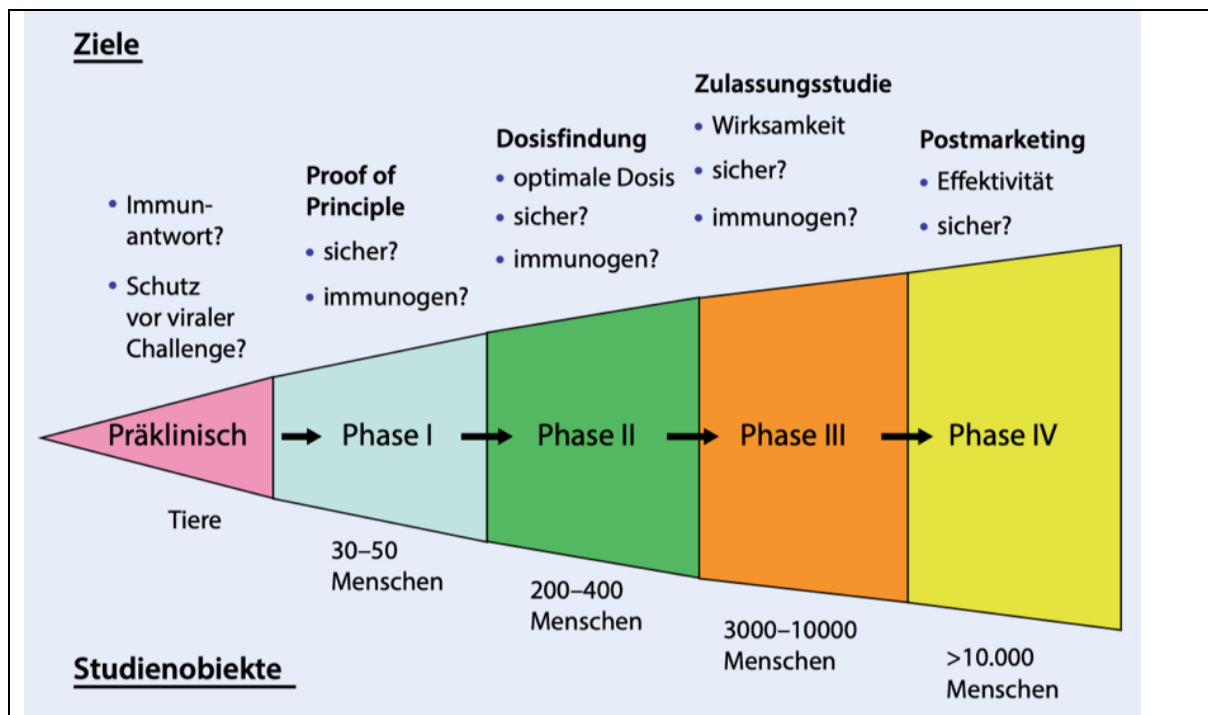 Ziele
• Immun-
antwort?
• Schutz
vor viraler
Challenge?
Proof of
Principle
• sicher?
• immunogen?
Dosisfindung
• optimale Dosis
• sicher?
• immunogen?
Zulassungsstudie
• Wirksamkeit
• sicher?
• immunogen?
Postmarketing
• Effektivität
• sicher?
Präklinisch
Phase I
Phase II
Phase III
Phase IV
Tiere
30–50
Menschen
200–400
Menschen
3000–10000
Menschen
>10.000
Menschen
Studienobjekte